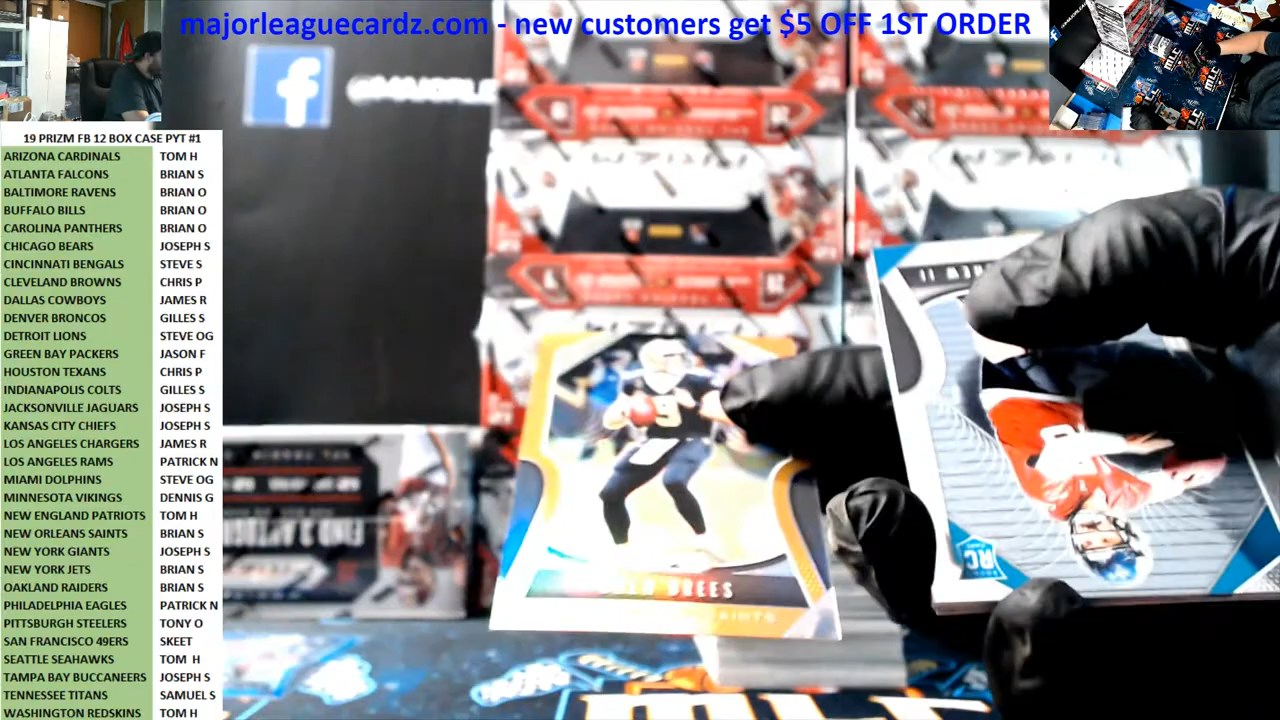 majorleaguecardz.com - new customers get $5 OFF 1ST ORDER
19 PRIZM FB 12 BOX CASE PYT #1
ARIZONA CARDINALS TOM H
ATLANTA FALCONS BRIAN S
BALTIMORE RAVENS BRIAN O
BUFFALO BILLS BRIAN O
CAROLINA PANTHERS BRIAN O
CHICAGO BEARS JOSEPH S
CINCINNATI BENGALS STEVE S
CLEVELAND BROWNS CHRIS P
DALLAS COWBOYS JAMES R
DENVER BRONCOS GILLES S
DETROIT LIONS STEVE OG
GREEN BAY PACKERS JASON F
HOUSTON TEXANS CHRIS P
INDIANAPOLIS COLTS GILLES S
JACKSONVILLE JAGUARS JOSEPH S
KANSAS CITY CHIEFS JOSEPH S
LOS ANGELES CHARGERS JAMES R
LOS ANGELES RAMS PATRICK N
MIAMI DOLPHINS STEVE OG
MINNESOTA VIKINGS DENNIS G
NEW ENGLAND PATRIOTS TOM H
NEW ORLEANS SAINTS BRIAN S
NEW YORK GIANTS JOSEPH S
NEW YORK JETS BRIAN S
OAKLAND RAIDERS BRIAN S
PHILADELPHIA EAGLES PATRICK N
PITTSBURGH STEELERS TONY O
SAN FRANCISCO 49ERS SKEET
SEATTLE SEAHAWKS TOM H
TAMPA BAY BUCCANEERS JOSEPH S
TENNESSEE TITANS SAMUEL S
WASHINGTON REDSKINS TOM H
f
@MAJORLE
PRIZM
9
BREES
RC
MLC